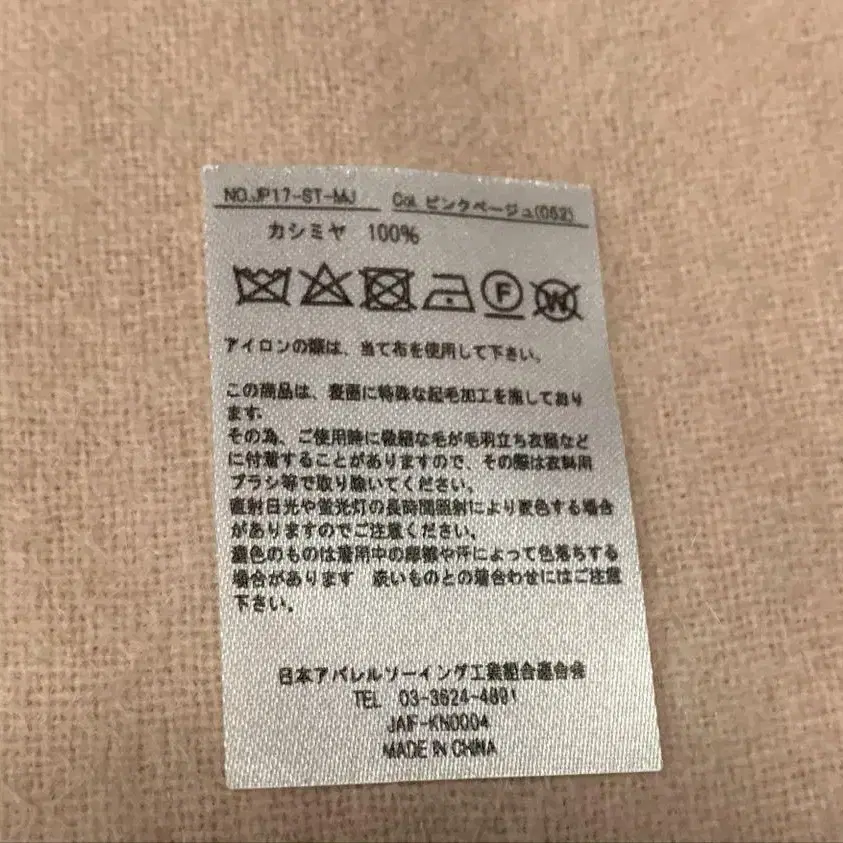 NO.JP17-ST-MJ Col. ピンクベージュ(052)
カシミヤ 100%
F W
アイロンの際は、当て布を使用して下さい。
この商品は、表面に特殊な起毛加工を施しており
ます。
その為、ご使用時に微細な毛が毛羽立ち衣服など
に付着することがありますので、その際は衣料用
ブラシ等で取り除いてください。
直射日光や蛍光灯の長時間照射により変色する場合
がありますのでご注意ください。
濃色のものは着用中の摩擦や汗によって色落ちする
場合があります 淡いものとの着合わせにはご注意
下さい。
日本アパレルソーイング工業組合連合会
TEL 03-3624-4891
JAIF-KN0004
MADE IN CHINA